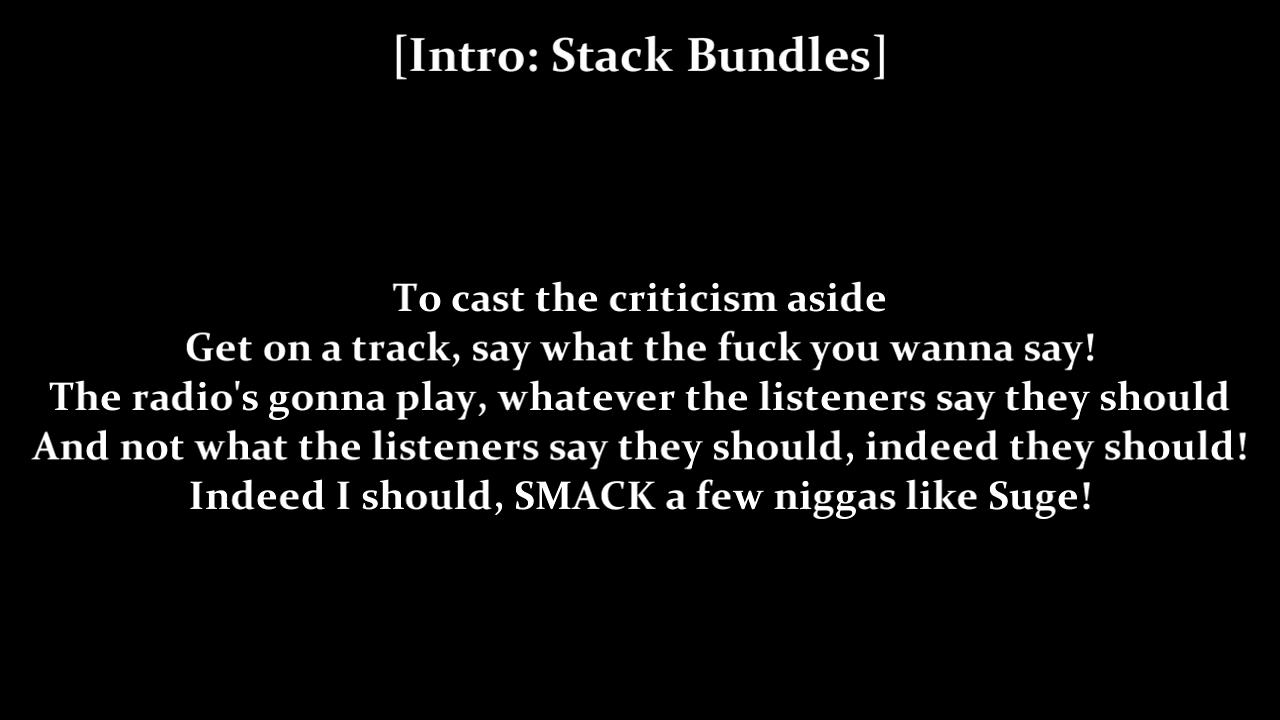 [Intro: Stack Bundles]
To cast the criticism aside
Get on a track, say what the fuck you wanna say!
The radio's gonna play, whatever the listeners say they should
And not what the listeners say they should, indeed they should!
Indeed I should, SMACK a few niggas like Suge!